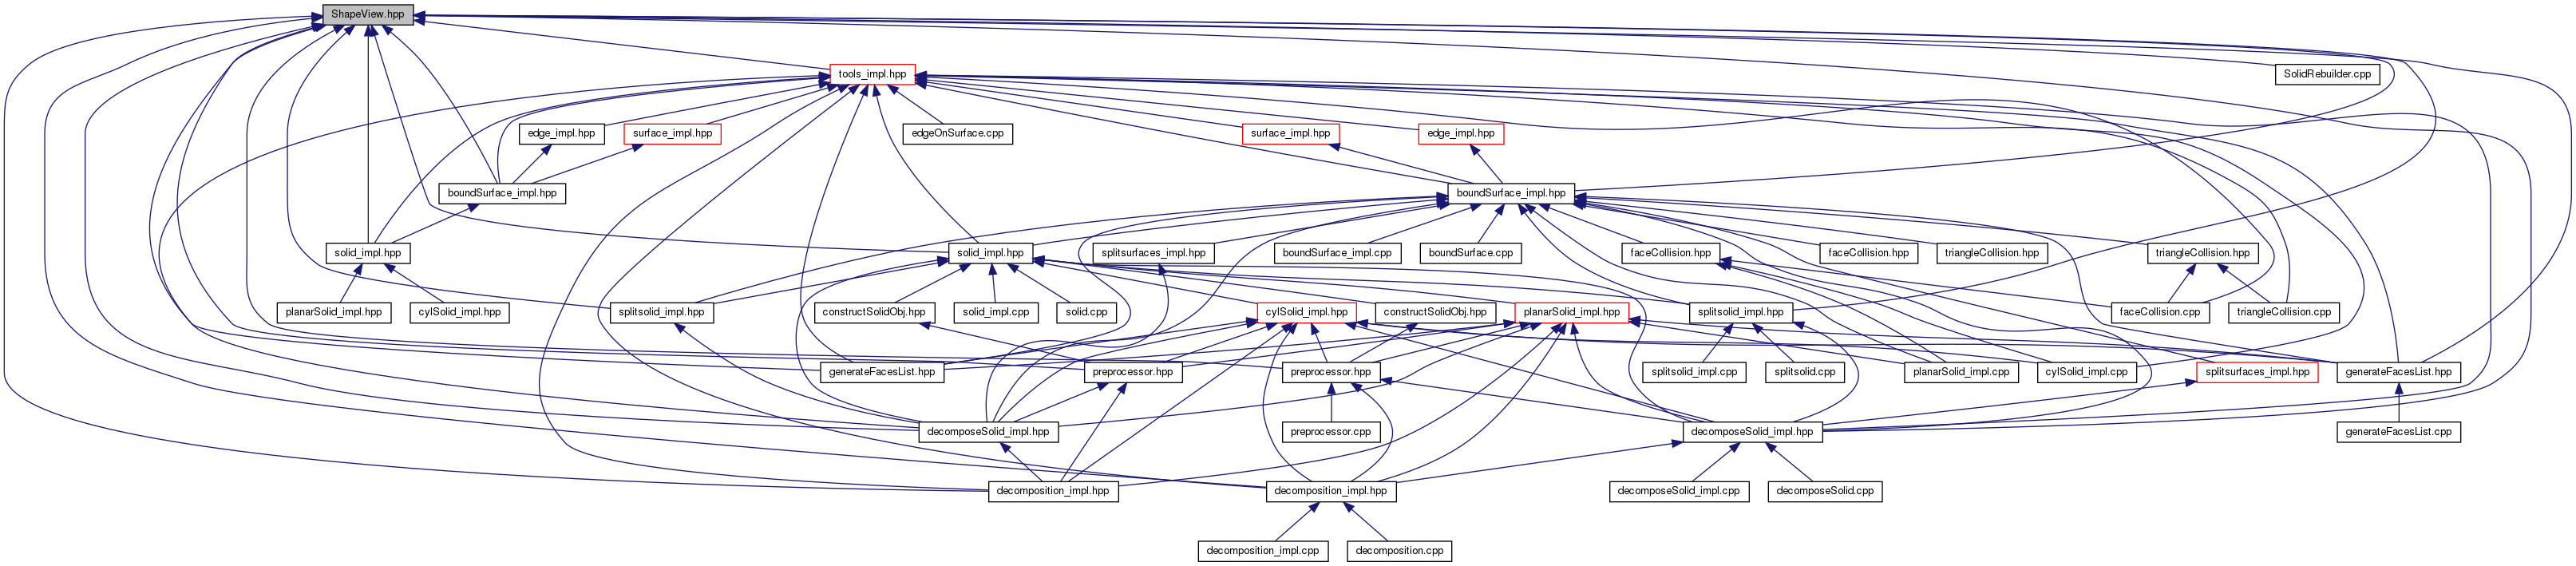 ShapeView.hpp
tools_impl.hpp
SolidRebuilder.cpp
edge_impl.hpp
surface_impl.hpp
edgeOnSurface.cpp
surface_impl.hpp
edge_impl.hpp
boundSurface_impl.hpp
boundSurface_impl.hpp
solid_impl.hpp
solid_impl.hpp
splitsurfaces_impl.hpp
boundSurface_impl.cpp
boundSurface.cpp
faceCollision.hpp
faceCollision.hpp
triangleCollision.hpp
triangleCollision.hpp
planarSolid_impl.hpp
cylSolid_impl.hpp
splitsolid_impl.hpp
constructSolidObj.hpp
solid_impl.cpp
solid.cpp
cylSolid_impl.hpp
constructSolidObj.hpp
planarSolid_impl.hpp
splitsolid_impl.hpp
faceCollision.cpp
triangleCollision.cpp
generateFacesList.hpp
preprocessor.hpp
preprocessor.hpp
splitsolid_impl.cpp
splitsolid.cpp
planarSolid_impl.cpp
cylSolid_impl.cpp
splitsurfaces_impl.hpp
generateFacesList.hpp
decomposeSolid_impl.hpp
preprocessor.cpp
decomposeSolid_impl.hpp
generateFacesList.cpp
decomposition_impl.hpp
decomposition_impl.hpp
decomposeSolid_impl.cpp
decomposeSolid.cpp
decomposition_impl.cpp
decomposition.cpp